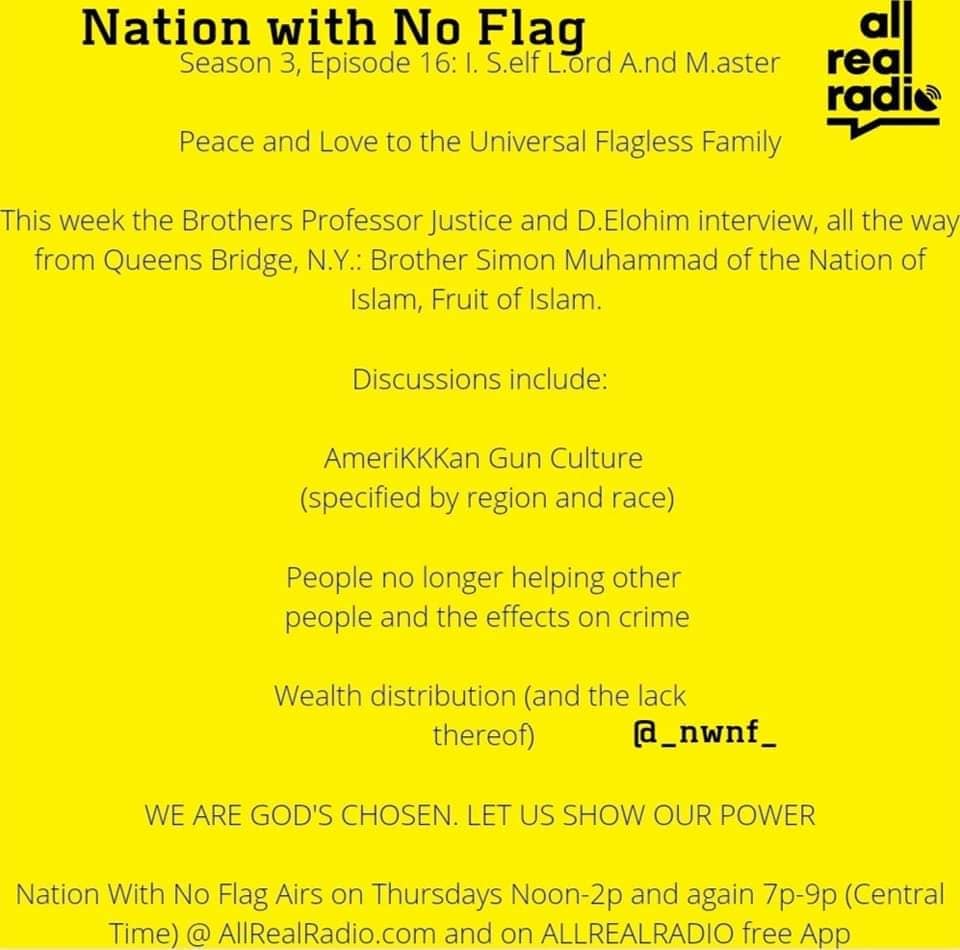 Nation with No Flag
all
real
radio
Season 3, Episode 16: I. S.elf L.ord A.nd M.aster
Peace and Love to the Universal Flagless Family
This week the Brothers Professor Justice and D.Elohim interview, all the way
from Queens Bridge, N.Y.: Brother Simon Muhammad of the Nation of
Islam, Fruit of Islam.
Discussions include:
AmeriKKKan Gun Culture
(specified by region and race)
People no longer helping other
people and the effects on crime
Wealth distribution (and the lack
thereof)
@_nwnf_
WE ARE GOD'S CHOSEN. LET US SHOW OUR POWER
Nation With No Flag Airs on Thursdays Noon-2p and again 7p-9p (Central
Time) @ AllRealRadio.com and on ALLREALRADIO free App